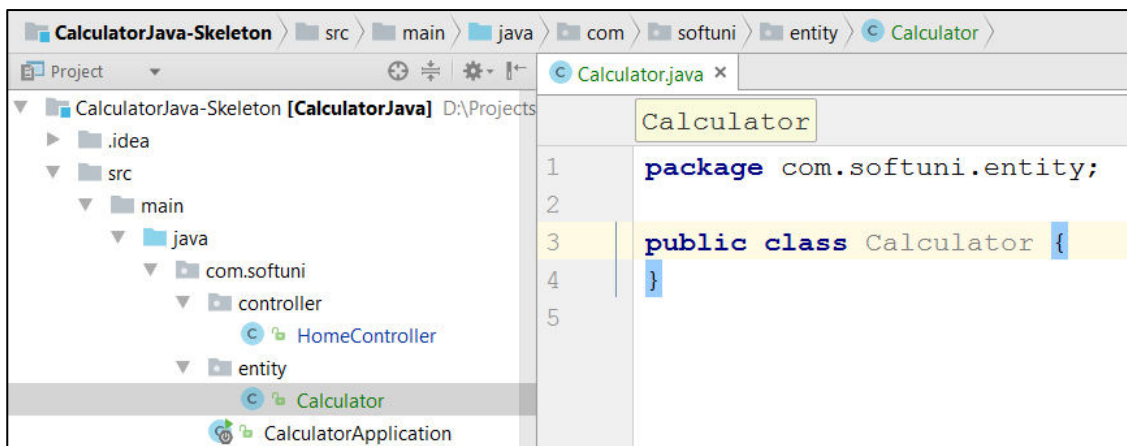 CalculatorJava-Skeleton src main java com softuni entity Calculator
Project
Calculator.java
CalculatorJava-Skeleton [CalculatorJava] D:\Projects
.idea
src
main
java
com.softuni
controller
HomeController
entity
Calculator
CalculatorApplication
Calculator
1 package com.softuni.entity;
2
3 public class Calculator {
4 }
5